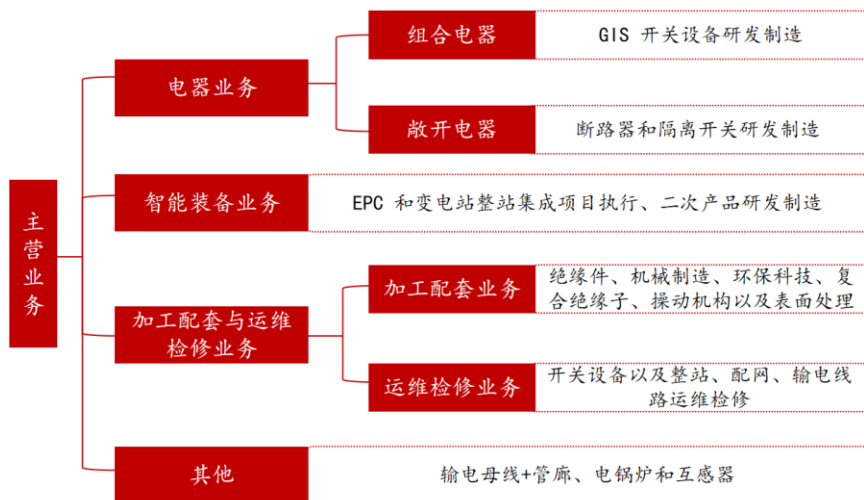 主营业务
电器业务
组合电器
GIS 开关设备研发制造
敞开电器
断路器和隔离开关研发制造
智能装备业务
EPC 和变电站整站集成项目执行、二次产品研发制造
加工配套与运维
检修业务
加工配套业务
绝缘件、机械制造、环保科技、复
合绝缘子、操动机构以及表面处理
运维检修业务
开关设备以及整站、配网、输电线
路运维检修
其他
输电母线+管廊、电锅炉和互感器